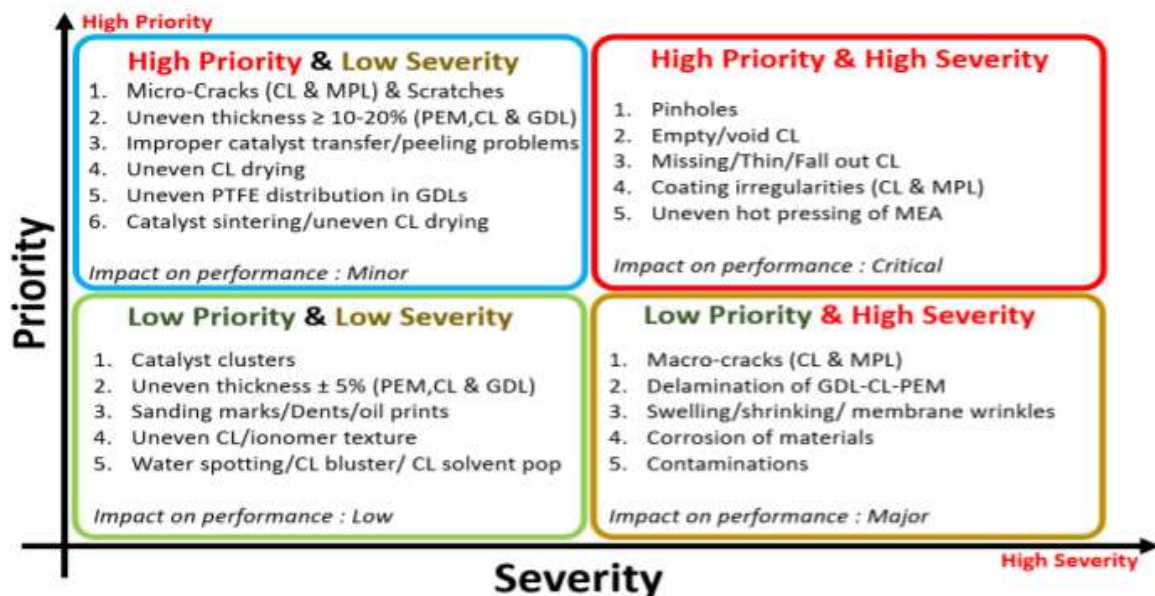 High Priority
High Priority & Low Severity
1. Micro-Cracks (CL & MPL) & Scratches
2. Uneven thickness ≥ 10-20% (PEM,CL & GDL)
3. Improper catalyst transfer/peeling problems
4. Uneven CL drying
5. Uneven PTFE distribution in GDLs
6. Catalyst sintering/uneven CL drying
Impact on performance : Minor
High Priority & High Severity
1. Pinholes
2. Empty/void CL
3. Missing/Thin/Fall out CL
4. Coating irregularities (CL & MPL)
5. Uneven hot pressing of MEA
Impact on performance : Critical
Priority
Low Priority & Low Severity
1. Catalyst clusters
2. Uneven thickness ± 5% (PEM,CL & GDL)
3. Sanding marks/Dents/oil prints
4. Uneven CL/ionomer texture
5. Water spotting/CL bluster/ CL solvent pop
Impact on performance : Low
Low Priority & High Severity
1. Macro-cracks (CL & MPL)
2. Delamination of GDL-CL-PEM
3. Swelling/shrinking/ membrane wrinkles
4. Corrosion of materials
5. Contaminations
Impact on performance : Major
Severity
High Severity